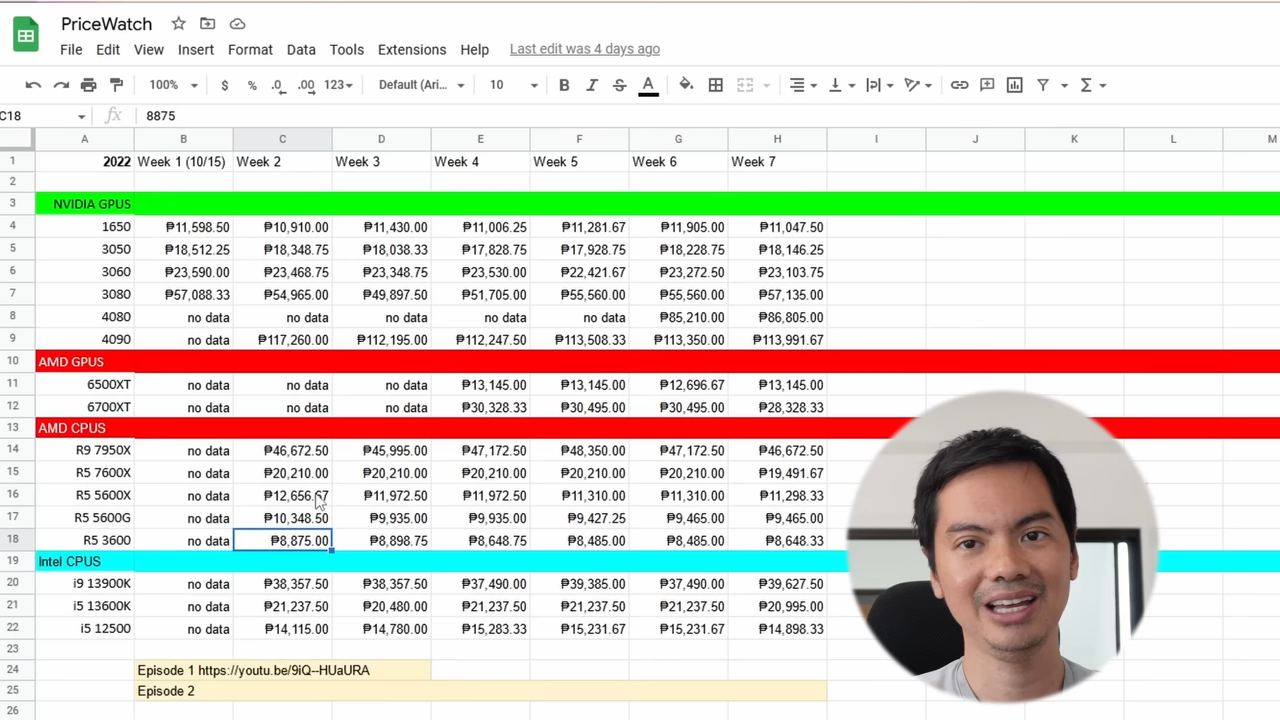 PriceWatch
File Edit View Insert Format Data Tools Extensions Help Last edit was 4 days ago
100% $ % .0 .00 123 Default (Ari... 10 B I S A
C18 fx 8875
A B C D E F G H I J K L M
1 2022 Week 1 (10/15) Week 2 Week 3 Week 4 Week 5 Week 6 Week 7
2
3 NVIDIA GPUS
4 1650 ₱11,598.50 ₱10,910.00 ₱11,430.00 ₱11,006.25 ₱11,281.67 ₱11,905.00 ₱11,047.50
5 3050 ₱18,512.25 ₱18,348.75 ₱18,038.33 ₱17,828.75 ₱17,928.75 ₱18,228.75 ₱18,146.25
6 3060 ₱23,590.00 ₱23,468.75 ₱23,348.75 ₱23,530.00 ₱22,421.67 ₱23,272.50 ₱23,103.75
7 3080 ₱57,088.33 ₱54,965.00 ₱49,897.50 ₱51,705.00 ₱55,560.00 ₱55,560.00 ₱57,135.00
8 4080 no data no data no data no data no data ₱85,210.00 ₱86,805.00
9 4090 no data ₱117,260.00 ₱112,195.00 ₱112,247.50 ₱113,508.33 ₱113,350.00 ₱113,991.67
10 AMD GPUS
11 6500XT no data no data no data ₱13,145.00 ₱13,145.00 ₱12,696.67 ₱13,145.00
12 6700XT no data no data no data ₱30,328.33 ₱30,495.00 ₱30,495.00 ₱28,328.33
13 AMD CPUS
14 R9 7950X no data ₱46,672.50 ₱45,995.00 ₱47,172.50 ₱48,350.00 ₱47,172.50 ₱46,672.50
15 R5 7600X no data ₱20,210.00 ₱20,210.00 ₱20,210.00 ₱20,210.00 ₱20,210.00 ₱19,491.67
16 R5 5600X no data ₱12,656.67 ₱11,972.50 ₱11,972.50 ₱11,310.00 ₱11,310.00 ₱11,298.33
17 R5 5600G no data ₱10,348.50 ₱9,935.00 ₱9,935.00 ₱9,427.25 ₱9,465.00 ₱9,465.00
18 R5 3600 no data ₱8,875.00 ₱8,898.75 ₱8,648.75 ₱8,485.00 ₱8,485.00 ₱8,648.33
19 Intel CPUS
20 i9 13900K no data ₱38,357.50 ₱38,357.50 ₱37,490.00 ₱39,385.00 ₱37,490.00 ₱39,627.50
21 i5 13600K no data ₱21,237.50 ₱20,480.00 ₱21,237.50 ₱21,237.50 ₱21,237.50 ₱20,995.00
22 i5 12500 no data ₱14,115.00 ₱14,780.00 ₱15,283.33 ₱15,231.67 ₱15,231.67 ₱14,898.33
23
24 Episode 1 https://youtu.be/9iQ--HUaURA
25 Episode 2
26